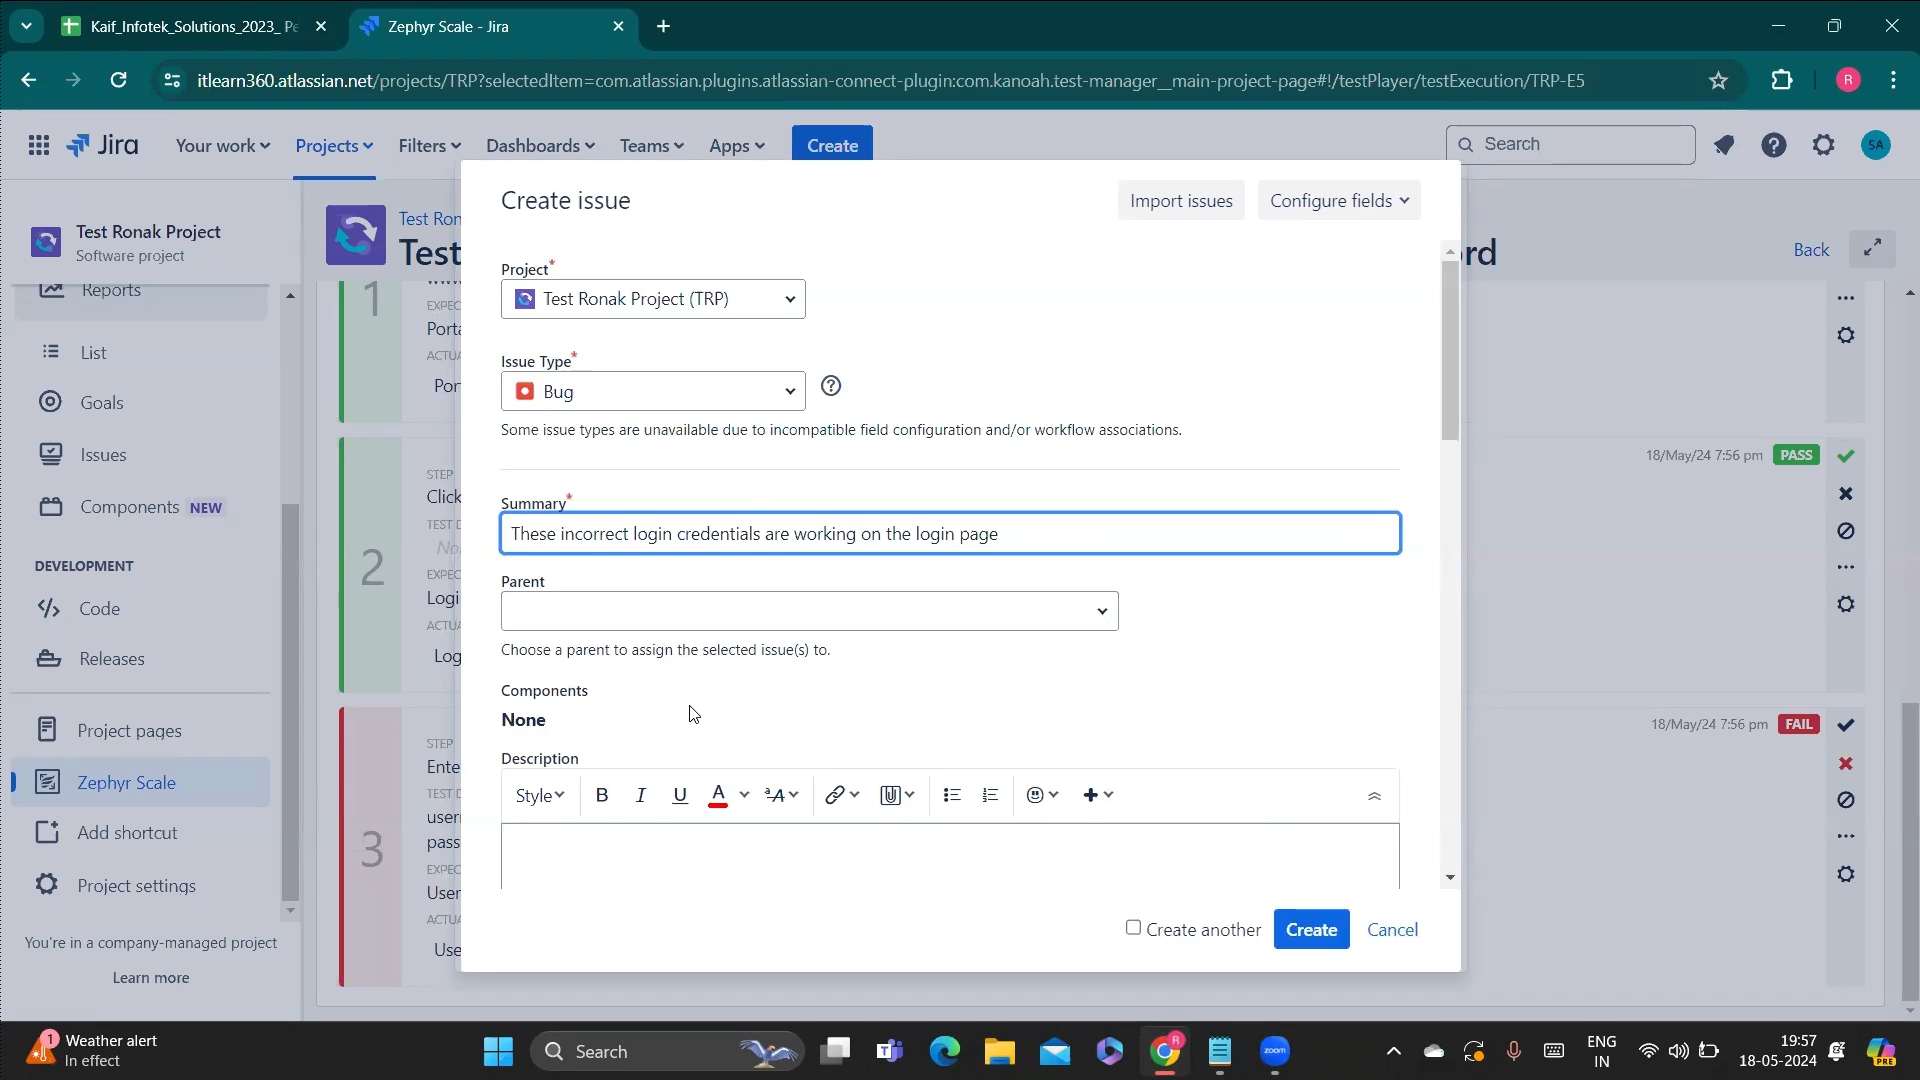 Kaif_Infotek_Solutions_2023_ Pe
Zephyr Scale - Jira
itlearn360.atlassian.net/projects/TRP?selectedItem=com.atlassian.plugins.atlassian-connect-plugin:com.kanoah.test-manager__main-project-page#!/testPlayer/testExecution/TRP-E5
R
Jira
Your work
Projects
Filters
Dashboards
Teams
Apps
Create
Search
SA
Test Ronak Project
Software project
Reports
List
Goals
Issues
Components NEW
DEVELOPMENT
Code
Releases
Project pages
Zephyr Scale
Add shortcut
Project settings
You're in a company-managed project
Learn more
Test Ron
Test
rd
Back
1
EXPEC
Porta
ACTUA
Por
2
STEP
Click
TEST D
No
EXPEC
Logi
ACTUA
Log
18/May/24 7:56 pm PASS
3
STEP
Ente
TEST D
usern
pass
EXPEC
User
ACTUA
Use
18/May/24 7:56 pm FAIL
Create issue
Import issues
Configure fields
Project*
Test Ronak Project (TRP)
Issue Type*
Bug
Some issue types are unavailable due to incompatible field configuration and/or workflow associations.
Summary*
These incorrect login credentials are working on the login page
Parent
Choose a parent to assign the selected issue(s) to.
Components
None
Description
Style
B I U A ªA
Create another
Create
Cancel
1
Weather alert
In effect
Search
zoom
ENG
IN
19:57
18-05-2024
PRE